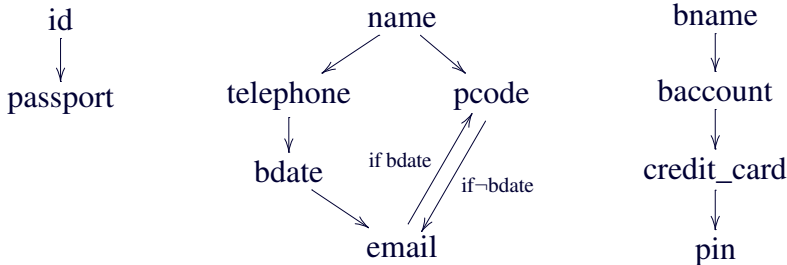 id
name
bname
passport
telephone
pcode
baccount
if bdate
bdate
if¬bdate
credit_card
email
pin